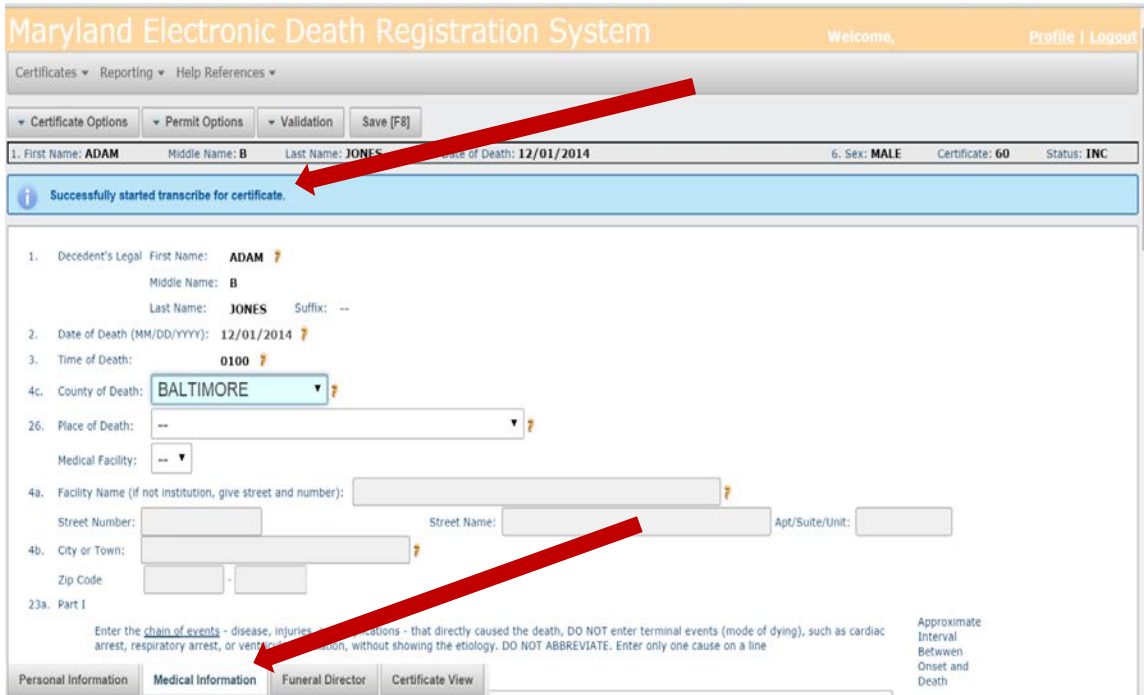 Maryland Electronic Death Registration System Welcome, Profile | Logout
Certificates Reporting Help References
Certificate Options Permit Options Validation Save [F8]
1. First Name: ADAM Middle Name: B Last Name: JONES of Death: 12/01/2014 6. Sex: MALE Certificate: 60 Status: INC
Successfully started transcribe for certificate.
1. Decedent's Legal First Name: ADAM ?
Middle Name: B
Last Name: JONES Suffix: --
2. Date of Death (MM/DD/YYYY): 12/01/2014 ?
3. Time of Death: 0100 ?
4c. County of Death: BALTIMORE ?
26. Place of Death: -- ?
Medical Facility: --
4a. Facility Name (if not institution, give street and number): ?
Street Number: Street Name: Apt/Suite/Unit:
4b. City or Town: ?
Zip Code -
23a. Part I
Enter the chain of events - disease, injuries, - that directly caused the death, DO NOT enter terminal events (mode of dying), such as cardiac
arrest, respiratory arrest, or without showing the etiology. DO NOT ABBREVIATE. Enter only one cause on a line
Approximate
Interval
Betwwen
Onset and
Death
Personal Information Medical Information Funeral Director Certificate View